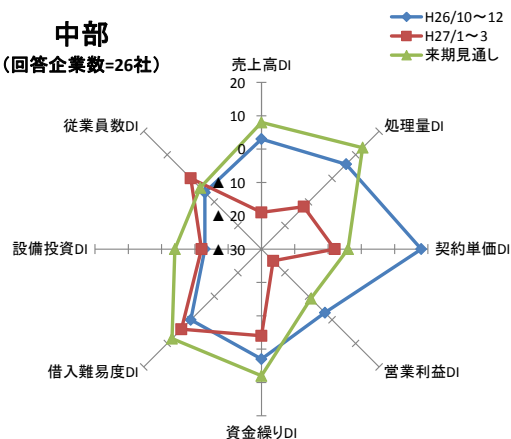 中部
(回答企業数=26社)
H26/10～12
H27/1～3
来期見通し
売上高DI
処理量DI
契約単価DI
営業利益DI
資金繰りDI
借入難易度DI
設備投資DI
従業員数DI
20
10
0
▲ 10
▲ 20
▲ 30